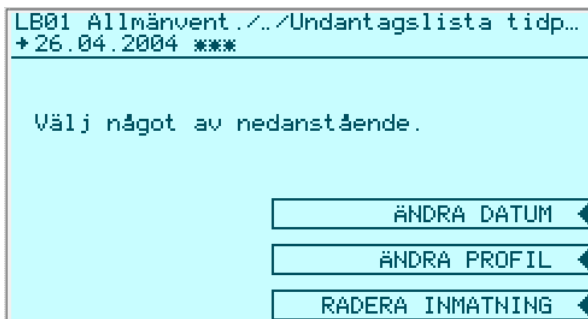 LB01 Allmänvent./../Undantagslista tidp…
→26.04.2004 ***
Välj något av nedanstående.
ÄNDRA DATUM
ÄNDRA PROFIL
RADERA INMATNING